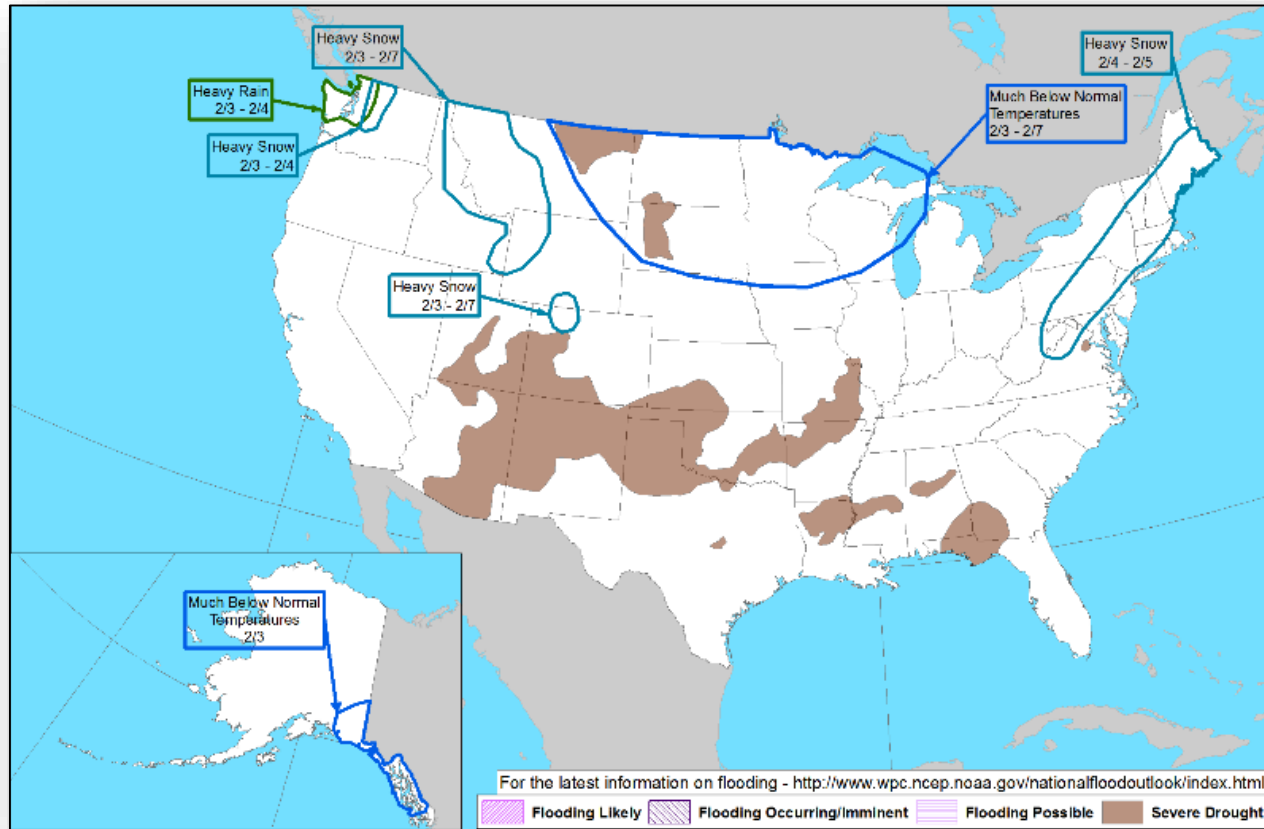 Heavy Snow
2/3 - 2/7
Heavy Snow
2/4 - 2/5
Heavy Rain
2/3 - 2/4
Much Below Normal
Temperatures
2/3 - 2/7
Heavy Snow
2/3 - 2/4
Heavy Snow
2/3 - 2/7
Much Below Normal
Temperatures
2/3
For the latest information on flooding - http://www.wpc.ncep.noaa.gov/nationalfloodoutlook/index.html
Flooding Likely Flooding Occurring/Imminent Flooding Possible Severe Drought